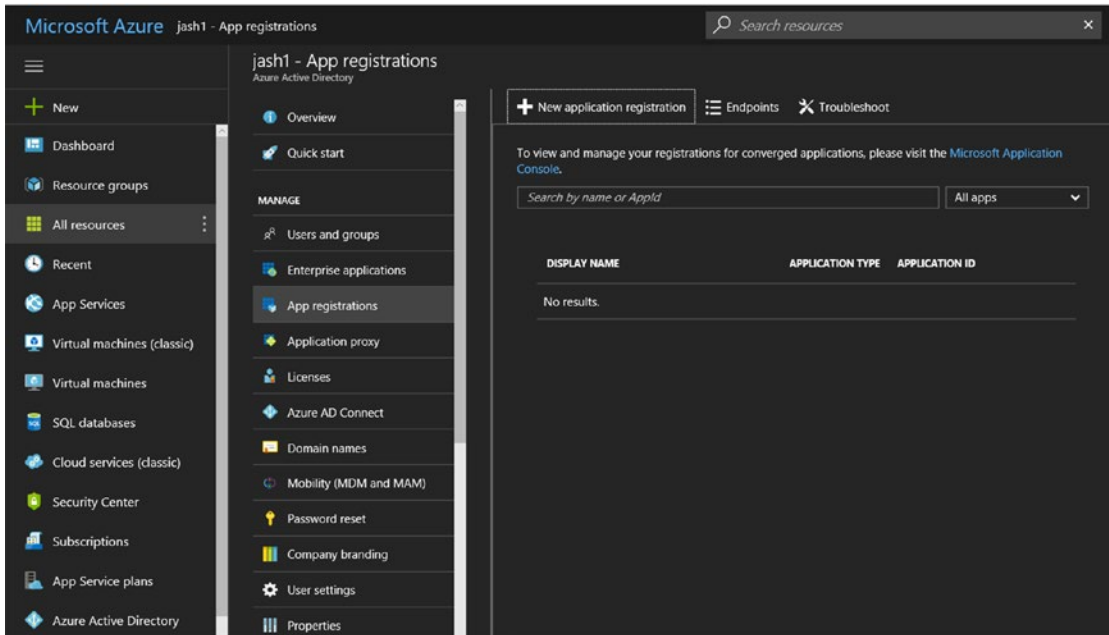 Microsoft Azure jash1 - App registrations
Search resources
jash1 - App registrations
Azure Active Directory
New
Dashboard
Resource groups
All resources
Recent
App Services
Virtual machines (classic)
Virtual machines
SQL databases
Cloud services (classic)
Security Center
Subscriptions
App Service plans
Azure Active Directory
Overview
Quick start
MANAGE
Users and groups
Enterprise applications
App registrations
Application proxy
Licenses
Azure AD Connect
Domain names
Mobility (MDM and MAM)
Password reset
Company branding
User settings
Properties
New application registration Endpoints Troubleshoot
To view and manage your registrations for converged applications, please visit the Microsoft Application
Console.
Search by name or AppId All apps
DISPLAY NAME APPLICATION TYPE APPLICATION ID
No results.